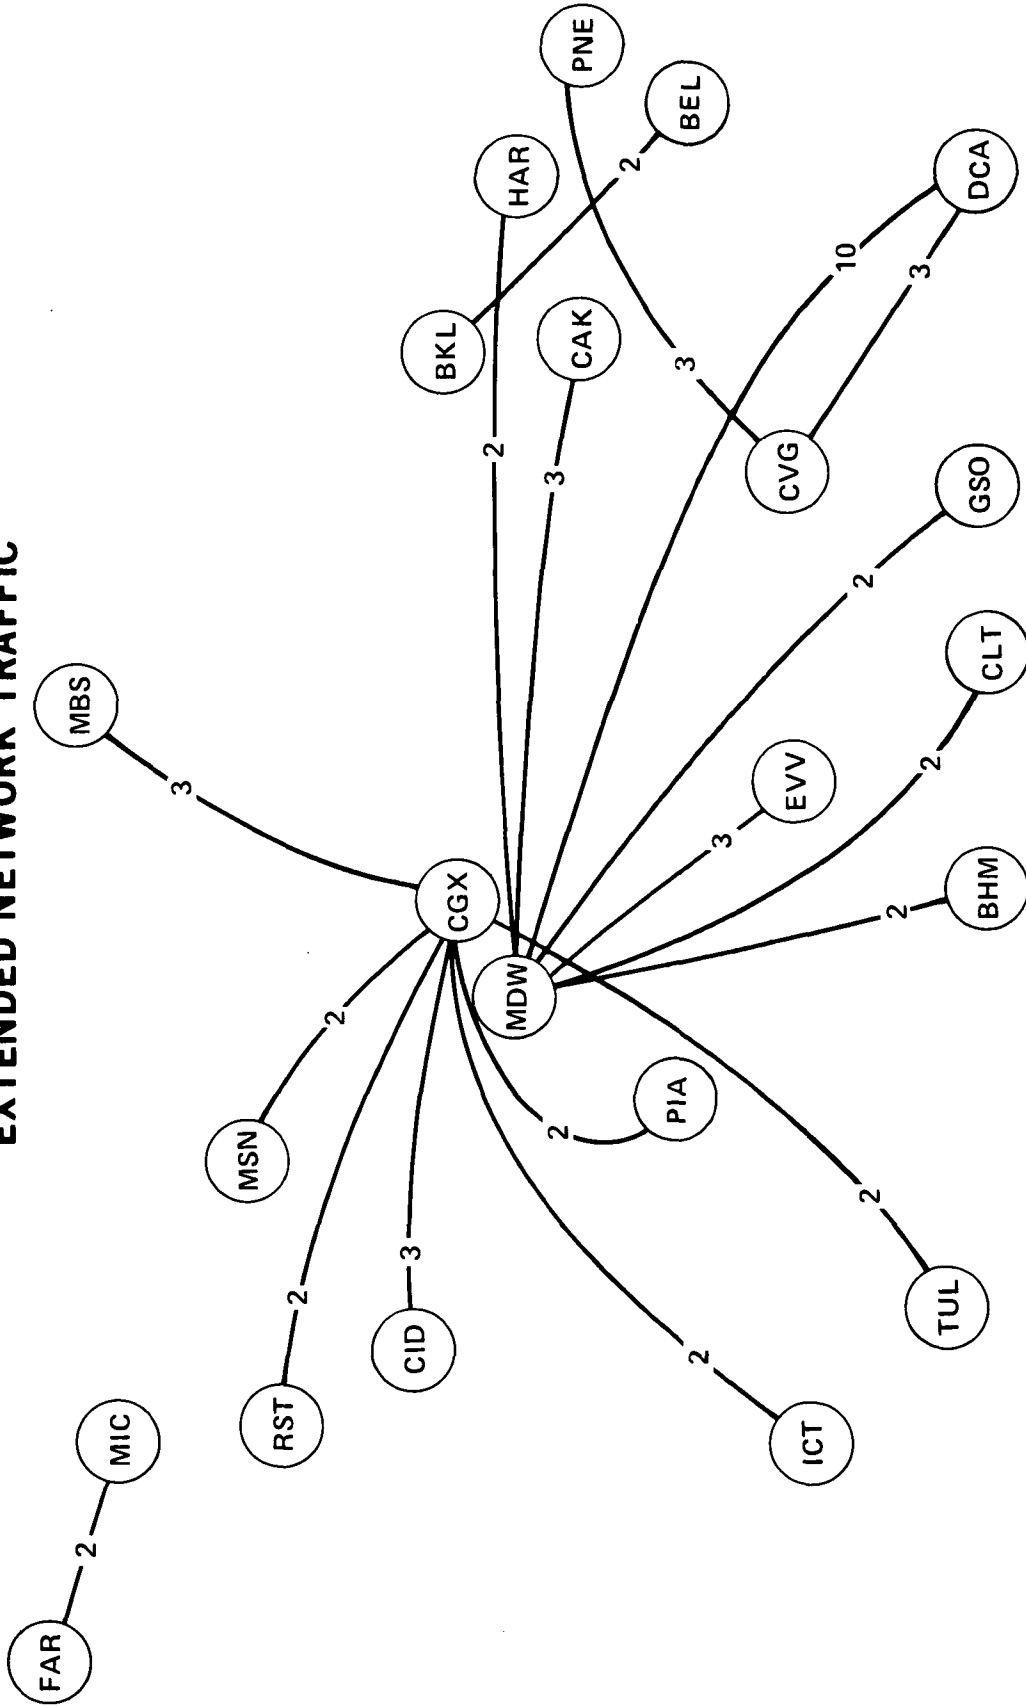 EXTENDED NETWORK TRAFFIC
FAR
2
MIC
MBS
3
MSN
2
RST
2
CID
3
CGX
MDW
BKL
HAR
2
PNE
CAK
3
2
BEL
3
PIA
2
EVV
3
CVG
10
3
DCA
ICT
2
TUL
2
BHM
2
CLT
2
GSO
2